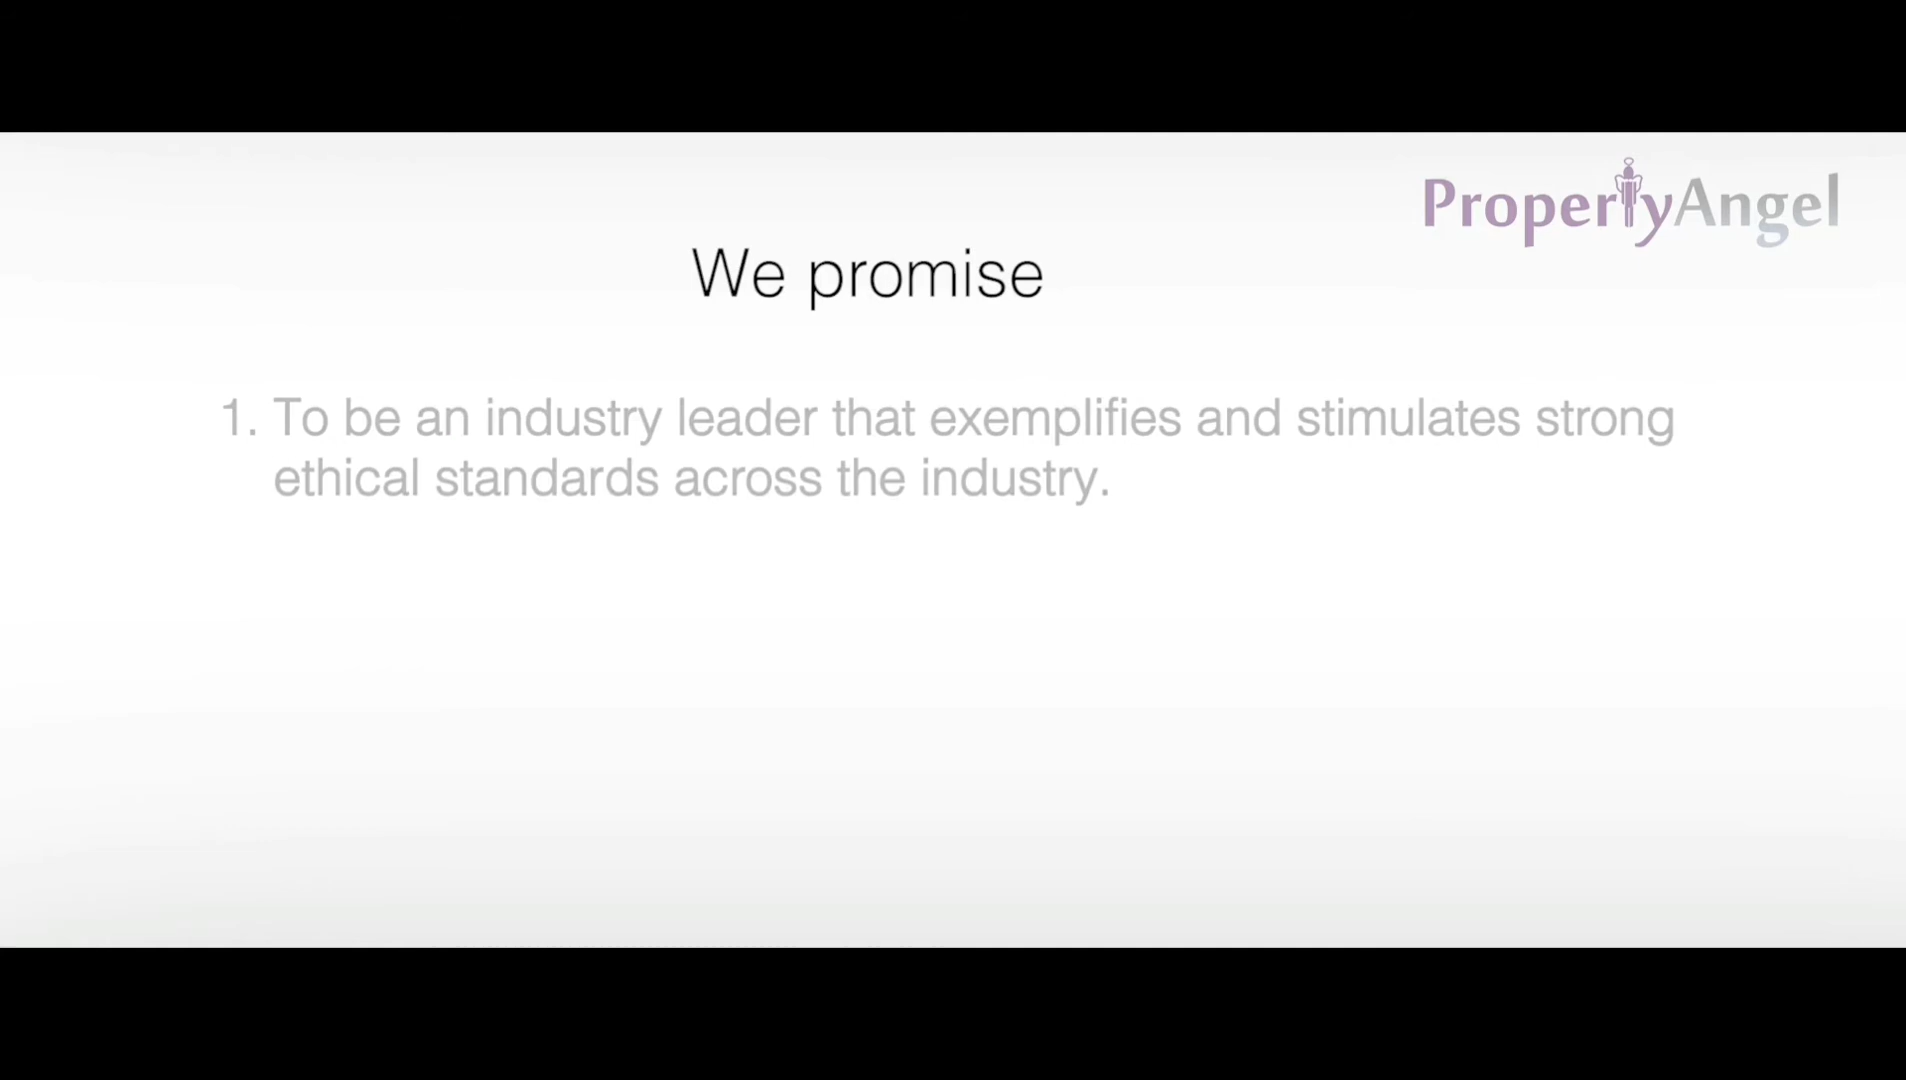 PropertyAngel
We promise
1. To be an industry leader that exemplifies and stimulates strong
ethical standards across the industry.